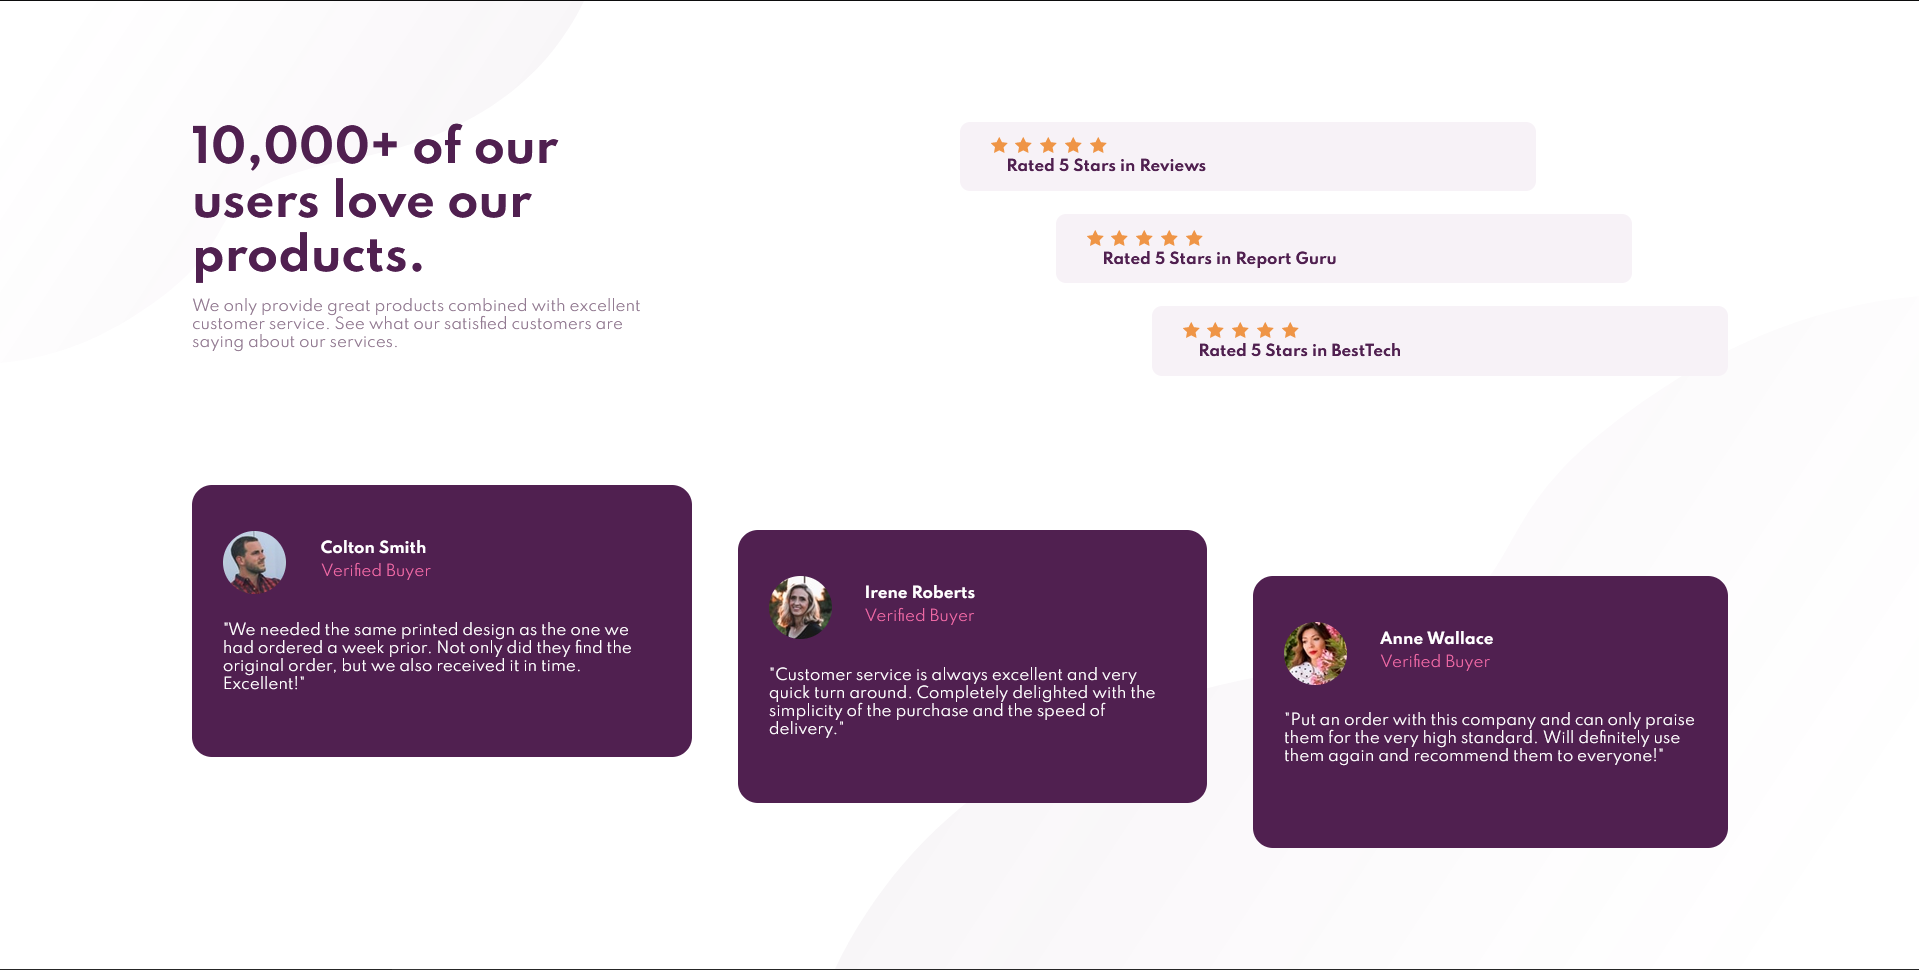 10,000+ of our
users love our
products.
We only provide great products combined with excellent
customer service. See what our satisfied customers are
saying about our services.
Rated 5 Stars in Reviews
Rated 5 Stars in Report Guru
Rated 5 Stars in BestTech
Colton Smith
Verified Buyer
"We needed the same printed design as the one we
had ordered a week prior. Not only did they find the
original order, but we also received it in time.
Excellent!"
Irene Roberts
Verified Buyer
"Customer service is always excellent and very
quick turn around. Completely delighted with the
simplicity of the purchase and the speed of
delivery."
Anne Wallace
Verified Buyer
"Put an order with this company and can only praise
them for the very high standard. Will definitely use
them again and recommend them to everyone!"